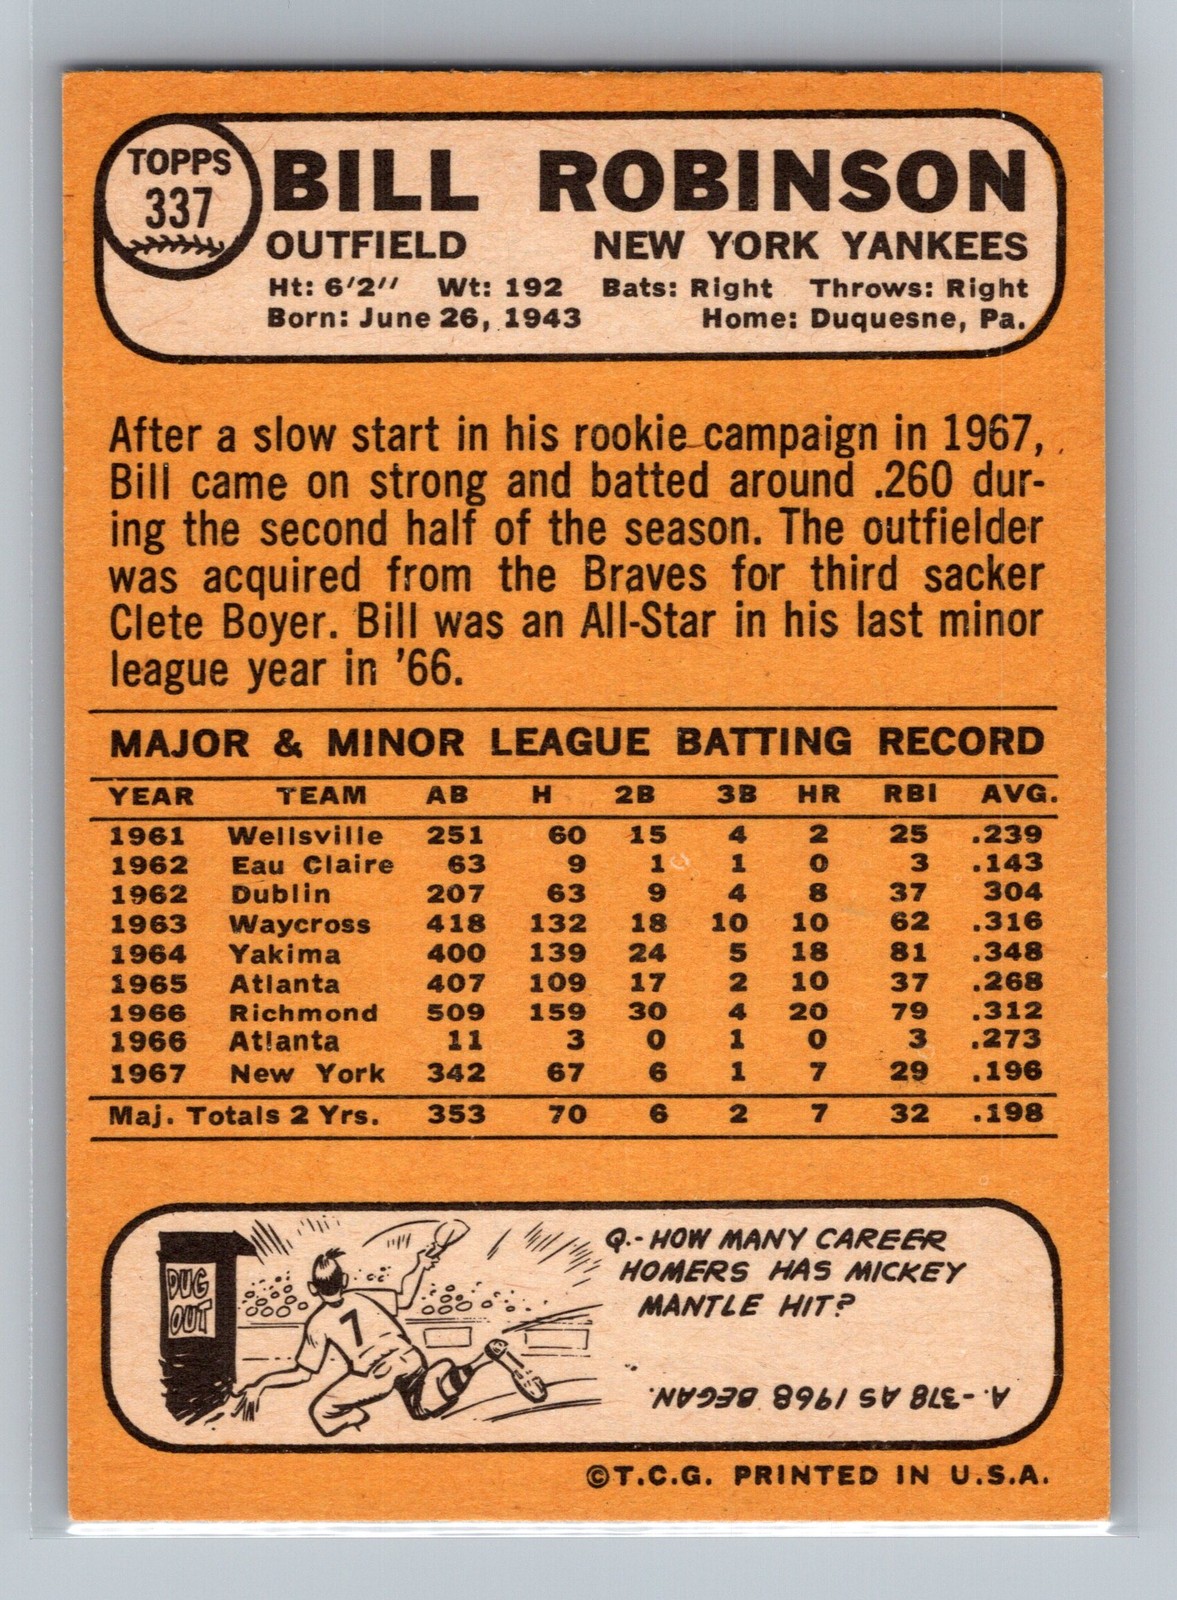 TOPPS
337
BILL ROBINSON
OUTFIELD NEW YORK YANKEES
Ht: 6'2'' Wt: 192 Bats: Right Throws: Right
Born: June 26, 1943 Home: Duquesne, Pa.
After a slow start in his rookie campaign in 1967,
Bill came on strong and batted around .260 dur-
ing the second half of the season. The outfielder
was acquired from the Braves for third sacker
Clete Boyer. Bill was an All-Star in his last minor
league year in '66.
MAJOR & MINOR LEAGUE BATTING RECORD
YEAR TEAM AB H 2B 3B HR RBI AVG.
1961 Wellsville 251 60 15 4 2 25 .239
1962 Eau Claire 63 9 1 1 0 3 .143
1962 Dublin 207 63 9 4 8 37 304
1963 Waycross 418 132 18 10 10 62 .316
1964 Yakima 400 139 24 5 18 81 .348
1965 Atlanta 407 109 17 2 10 37 .268
1966 Richmond 509 159 30 4 20 79 .312
1966 Atlanta 11 3 0 1 0 3 .273
1967 New York 342 67 6 1 7 29 .196
Maj. Totals 2 Yrs. 353 70 6 2 7 32 .198
DUG
OUT
7
Q.- HOW MANY CAREER
HOMERS HAS MICKEY
MANTLE HIT?
A.- 318 AS 1968 BEGAN.
©T.C.G. PRINTED IN U.S.A.